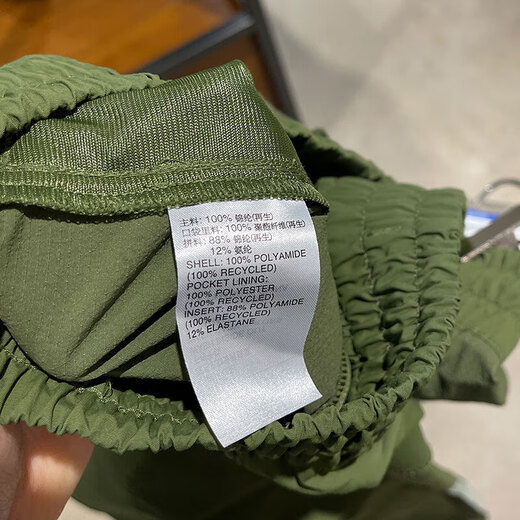 主料: 100% 锦纶(再生)
口袋里料: 100% 聚酯纤维(再生)
拼料: 88% 锦纶(再生)
12% 氨纶
SHELL: 100% POLYAMIDE
(100% RECYCLED)
POCKET LINING:
100% POLYESTER
(100% RECYCLED)
INSERT: 88% POLYAMIDE
(100% RECYCLED)
12% ELASTANE